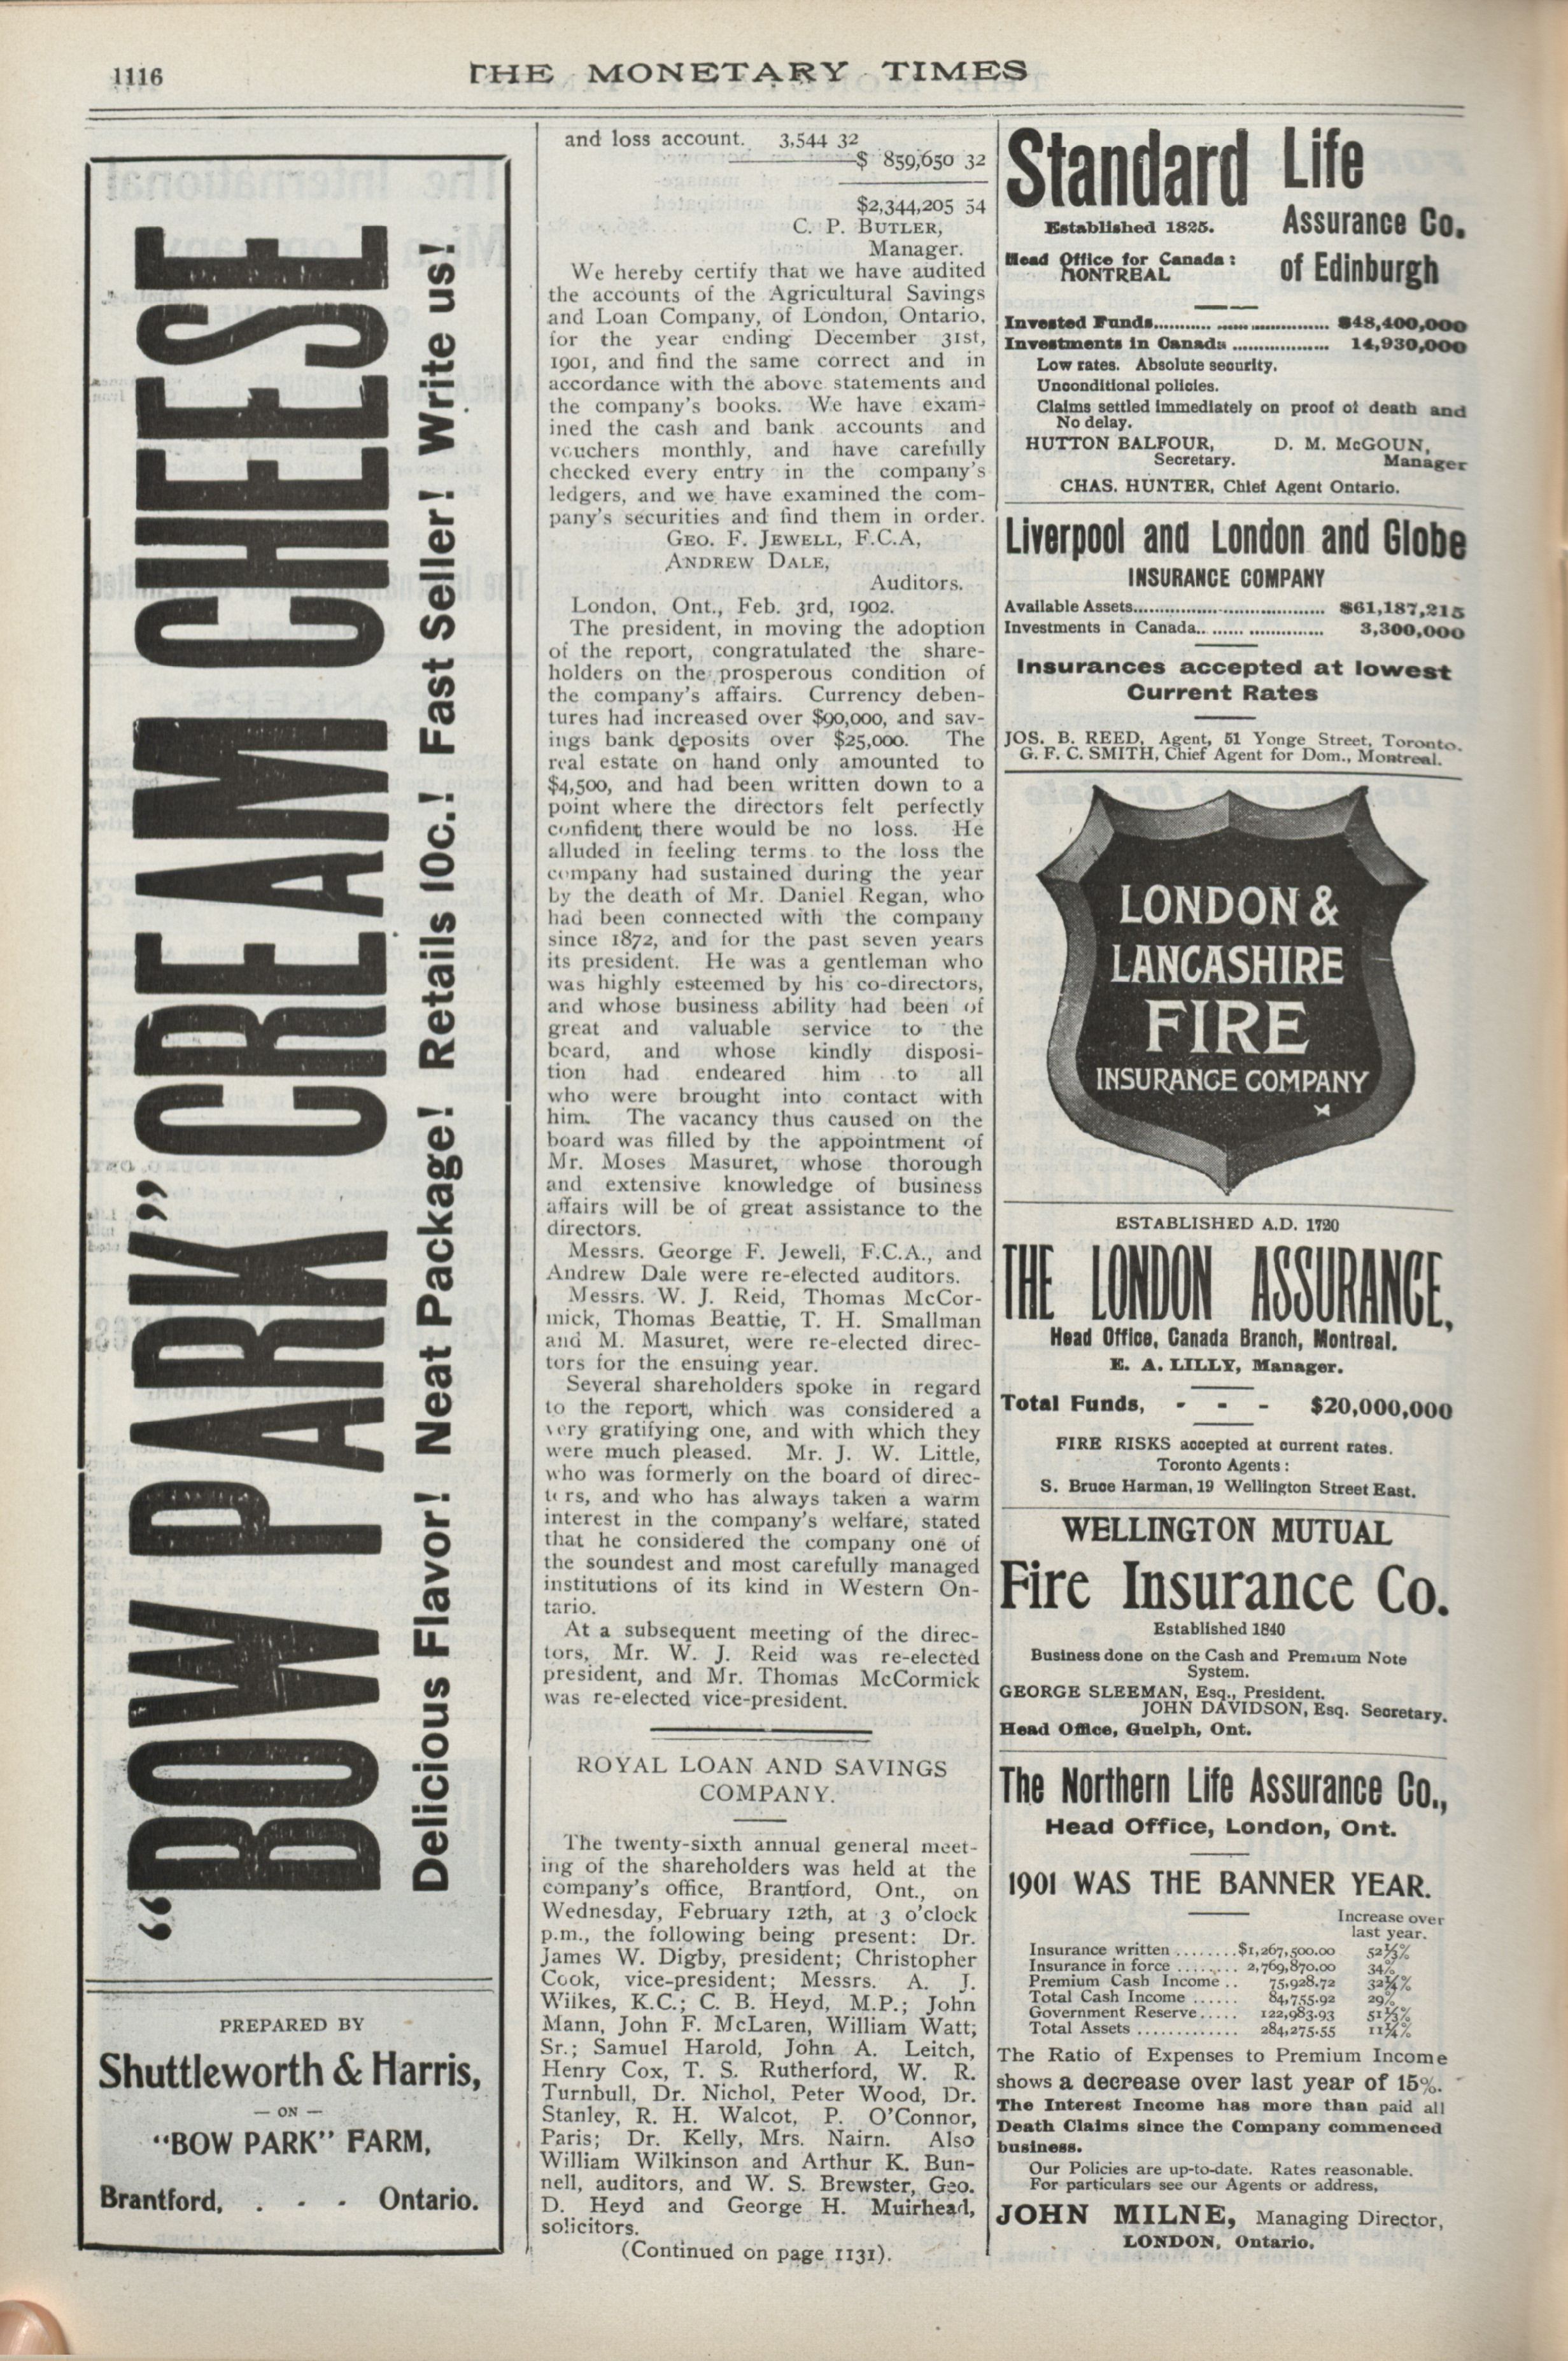 1116
THE MONETARY TIMES
"BOW PARK" CREAM CHEESE
Delicious Flavor! Neat Package! Retails 10c.! Fast Seller! Write us!
PREPARED BY
Shuttleworth & Harris,
— ON —
"BOW PARK" FARM,
Brantford, . - - Ontario.
and loss account. 3,544 32
$ 859,650 32
$2,344,205 54
C. P. BUTLER,
Manager.
We hereby certify that we have audited
the accounts of the Agricultural Savings
and Loan Company, of London, Ontario,
for the year ending December 31st,
1901, and find the same correct and in
accordance with the above statements and
the company's books. We have exam-
ined the cash and bank accounts and
vouchers monthly, and have carefully
checked every entry in the company's
ledgers, and we have examined the com-
pany's securities and find them in order.
GEO. F. JEWELL, F.C.A,
ANDREW DALE,
Auditors.
London, Ont., Feb. 3rd, 1902.
The president, in moving the adoption
of the report, congratulated the share-
holders on the prosperous condition of
the company's affairs. Currency deben-
tures had increased over $90,000, and sav-
ings bank deposits over $25,000. The
real estate on hand only amounted to
$4,500, and had been written down to a
point where the directors felt perfectly
confident there would be no loss. He
alluded in feeling terms to the loss the
company had sustained during the year
by the death of Mr. Daniel Regan, who
had been connected with the company
since 1872, and for the past seven years
its president. He was a gentleman who
was highly esteemed by his co-directors,
and whose business ability had been of
great and valuable service to the
board, and whose kindly disposi-
tion had endeared him to all
who were brought into contact with
him. The vacancy thus caused on the
board was filled by the appointment of
Mr. Moses Masuret, whose thorough
and extensive knowledge of business
affairs will be of great assistance to the
directors.
Messrs. George F. Jewell, F.C.A., and
Andrew Dale were re-elected auditors.
Messrs. W. J. Reid, Thomas McCor-
mick, Thomas Beattie, T. H. Smallman
and M. Masuret, were re-elected direc-
tors for the ensuing year.
Several shareholders spoke in regard
to the report, which was considered a
very gratifying one, and with which they
were much pleased. Mr. J. W. Little,
who was formerly on the board of direc-
tors, and who has always taken a warm
interest in the company's welfare, stated
that he considered the company one of
the soundest and most carefully managed
institutions of its kind in Western On-
tario.
At a subsequent meeting of the direc-
tors, Mr. W. J. Reid was re-elected
president, and Mr. Thomas McCormick
was re-elected vice-president.
ROYAL LOAN AND SAVINGS
COMPANY.
The twenty-sixth annual general meet-
ing of the shareholders was held at the
company's office, Brantford, Ont., on
Wednesday, February 12th, at 3 o'clock
p.m., the following being present: Dr.
James W. Digby, president; Christopher
Cook, vice-president; Messrs. A. J.
Wilkes, K.C.; C. B. Heyd, M.P.; John
Mann, John F. McLaren, William Watt;
Sr.; Samuel Harold, John A. Leitch,
Henry Cox, T. S. Rutherford, W. R.
Turnbull, Dr. Nichol, Peter Wood, Dr.
Stanley, R. H. Walcot, P. O'Connor,
Paris; Dr. Kelly, Mrs. Nairn. Also
William Wilkinson and Arthur K. Bun-
nell, auditors, and W. S. Brewster, Geo.
D. Heyd and George H. Muirhead,
solicitors.
(Continued on page 1131).
Standard Life
Established 1825. Assurance Co.
Head Office for Canada: of Edinburgh
MONTREAL
Invested Funds.................... $48,400,000
Investments in Canada .................. 14,930,000
Low rates. Absolute security.
Unconditional policies.
Claims settled immediately on proof of death and
No delay.
HUTTON BALFOUR, D. M. McGOUN,
Secretary. Manager
CHAS. HUNTER, Chief Agent Ontario.
Liverpool and London and Globe
INSURANCE COMPANY
Available Assets.................................. $61,187,215
Investments in Canada........................ 3,300,000
Insurances accepted at lowest
Current Rates
JOS. B. REED, Agent, 51 Yonge Street, Toronto.
G. F. C. SMITH, Chief Agent for Dom., Montreal.
LONDON &
LANCASHIRE
FIRE
INSURANCE COMPANY
ESTABLISHED A.D. 1720
THE LONDON ASSURANCE,
Head Office, Canada Branch, Montreal.
E. A. LILLY, Manager.
Total Funds, - - - $20,000,000
FIRE RISKS accepted at current rates.
Toronto Agents:
S. Bruce Harman, 19 Wellington Street East.
WELLINGTON MUTUAL
Fire Insurance Co.
Established 1840
Business done on the Cash and Premium Note
System.
GEORGE SLEEMAN, Esq., President.
JOHN DAVIDSON, Esq. Secretary.
Head Office, Guelph, Ont.
The Northern Life Assurance Co.,
Head Office, London, Ont.
1901 WAS THE BANNER YEAR.
Increase over
last year.
Insurance written ........ $1,267,500.00 52⅓%
Insurance in force ........ 2,769,870.00 34%
Premium Cash Income .. 75,928.72 32¼%
Total Cash Income ...... 84,755.92 29%
Government Reserve..... 122,983.93 51⅓%
Total Assets ............. 284,275.55 11¼%
The Ratio of Expenses to Premium Income
shows a decrease over last year of 15%.
The Interest Income has more than paid all
Death Claims since the Company commenced
business.
Our Policies are up-to-date. Rates reasonable.
For particulars see our Agents or address,
JOHN MILNE, Managing Director,
LONDON, Ontario.